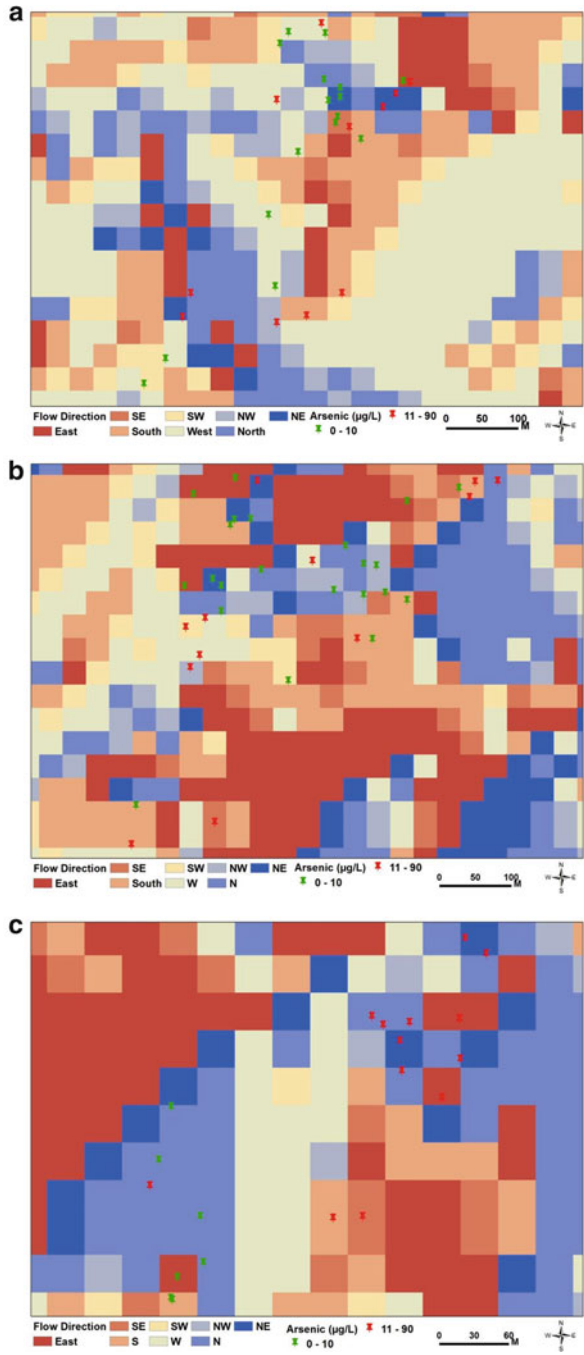 a
Flow Direction SE SW NW NE Arsenic (µg/L) 11 - 90 0 50 100
East South West North 0 - 10 M
N
W E
S
b
Flow Direction SE SW NW NE Arsenic (µg/L) 11 - 90 0 50 100
East South W N 0 - 10 M
N
W E
S
c
Flow Direction SE SW NW NE Arsenic (µg/L) 11 - 90 0 30 60
East S W N 0 - 10 M
N
W E
S